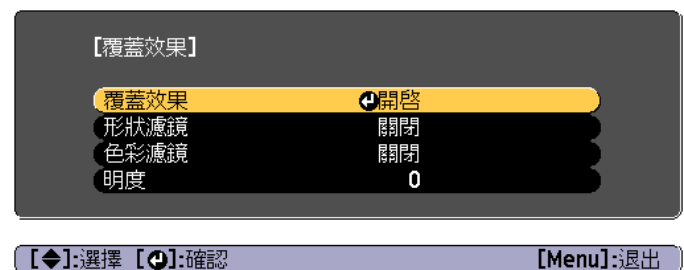 [覆蓋效果]
覆蓋效果 開啓
形狀濾鏡 關閉
色彩濾鏡 關閉
明度 0
[◆]:選擇 [↵]:確認 [Menu]:退出